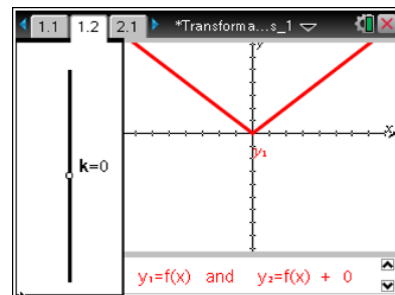 1.1 1.2 2.1 *Transforma...s_1
y
x
k=0
y₁
y₁=f(x) and y₂=f(x) + 0